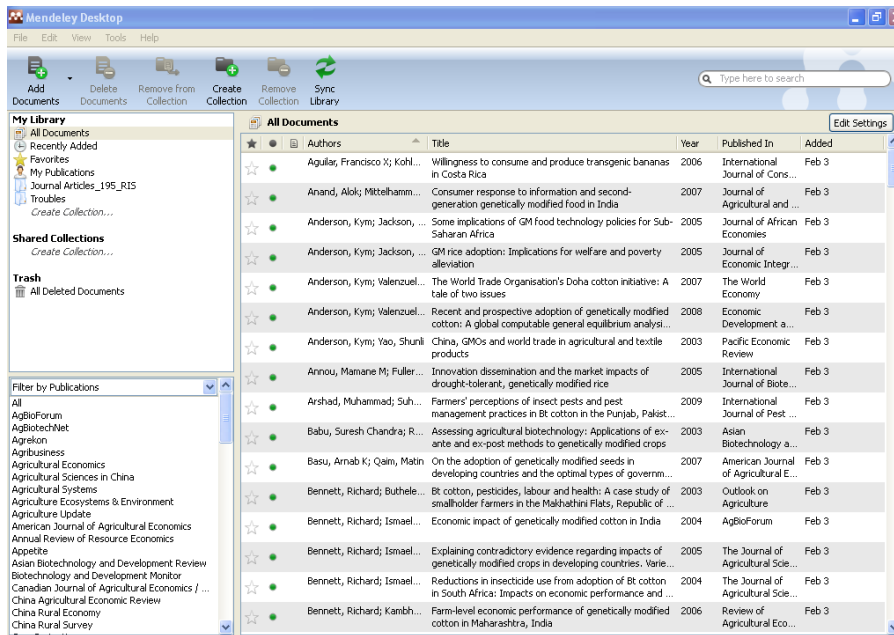 Mendeley Desktop
File Edit View Tools Help
Add Documents
Delete Documents
Remove from Collection
Create Collection
Remove Collection
Sync Library
Type here to search
My Library
All Documents
Recently Added
Favorites
My Publications
Journal Articles_195_RIS
Troubles
Create Collection...
Shared Collections
Create Collection...
Trash
All Deleted Documents
Filter by Publications
All
AgBioForum
AgBiotechNet
Agrekon
Agribusiness
Agricultural Economics
Agricultural Sciences in China
Agricultural Systems
Agriculture Ecosystems & Environment
Agriculture Update
American Journal of Agricultural Economics
Annual Review of Resource Economics
Appetite
Asian Biotechnology and Development Review
Biotechnology and Development Monitor
Canadian Journal of Agricultural Economics / ...
China Agricultural Economic Review
China Rural Economy
China Rural Survey
All Documents
Edit Settings
Authors Title Year Published In Added
Aguilar, Francisco X; Kohl... Willingness to consume and produce transgenic bananas 2006 International Feb 3
in Costa Rica Journal of Cons...
Anand, Alok; Mittelhamm... Consumer response to information and second- 2007 Journal of Feb 3
generation genetically modified food in India Agricultural and ...
Anderson, Kym; Jackson, ... Some implications of GM food technology policies for Sub- 2005 Journal of African Feb 3
Saharan Africa Economies
Anderson, Kym; Jackson, ... GM rice adoption: Implications for welfare and poverty 2005 Journal of Feb 3
alleviation Economic Integr...
Anderson, Kym; Valenzuel... The World Trade Organisation's Doha cotton initiative: A 2007 The World Feb 3
tale of two issues Economy
Anderson, Kym; Valenzuel... Recent and prospective adoption of genetically modified 2008 Economic Feb 3
cotton: A global computable general equilibrium analysi... Development a...
Anderson, Kym; Yao, Shunli China, GMOs and world trade in agricultural and textile 2003 Pacific Economic Feb 3
products Review
Annou, Mamane M; Fuller... Innovation dissemination and the market impacts of 2005 International Feb 3
drought-tolerant, genetically modified rice Journal of Biote...
Arshad, Muhammad; Suh... Farmers' perceptions of insect pests and pest 2009 International Feb 3
management practices in Bt cotton in the Punjab, Pakist... Journal of Pest ...
Babu, Suresh Chandra; R... Assessing agricultural biotechnology: Applications of ex- 2003 Asian Feb 3
ante and ex-post methods to genetically modified crops Biotechnology a...
Basu, Arnab K; Qaim, Matin On the adoption of genetically modified seeds in 2007 American Journal Feb 3
developing countries and the optimal types of governm... of Agricultural E...
Bennett, Richard; Buthele... Bt cotton, pesticides, labour and health: A case study of 2003 Outlook on Feb 3
smallholder farmers in the Makhathini Flats, Republic of ... Agriculture
Bennett, Richard; Ismael... Economic impact of genetically modified cotton in India 2004 AgBioForum Feb 3
Bennett, Richard; Ismael... Explaining contradictory evidence regarding impacts of 2005 The Journal of Feb 3
genetically modified crops in developing countries. Varie... Agricultural Scie...
Bennett, Richard; Ismael... Reductions in insecticide use from adoption of Bt cotton 2004 The Journal of Feb 3
in South Africa: Impacts on economic performance and ... Agricultural Scie...
Bennett, Richard; Kambh... Farm-level economic performance of genetically modified 2006 Review of Feb 3
cotton in Maharashtra, India Agricultural Eco...